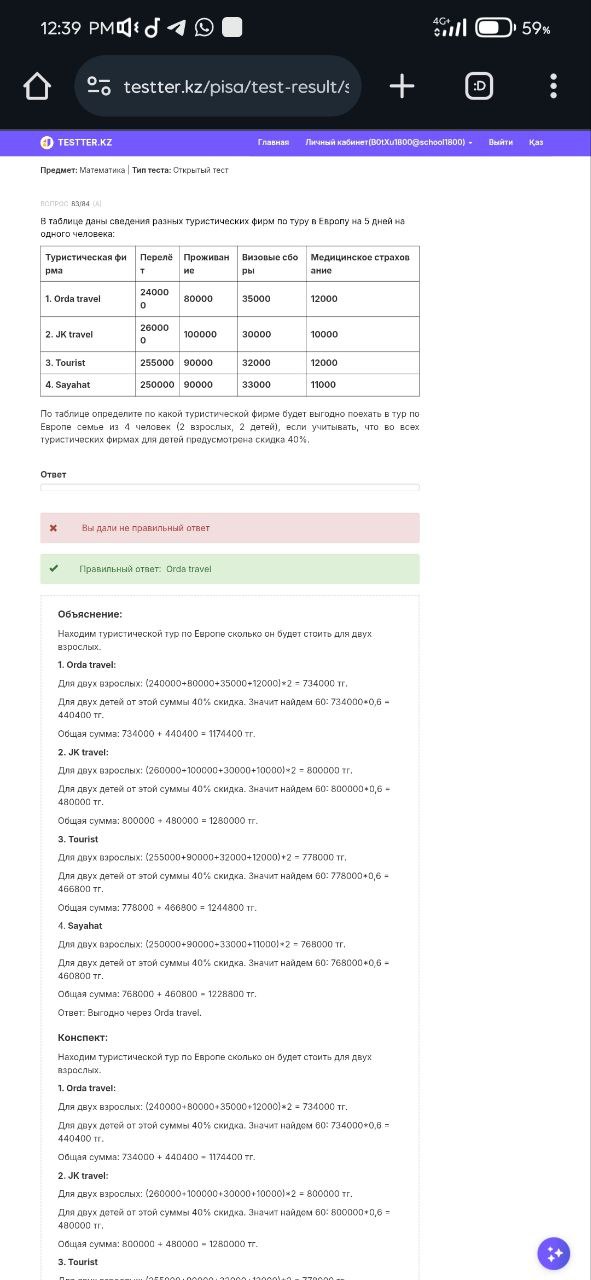 12:39 PM
4G+ 59%
testter.kz/pisa/test-result/s
:D
TESTTER.KZ Главная Личный кабинет(B0tXu1800@school1800) Выйти Қаз
Предмет: Математика | Тип теста: Открытый тест
ВОПРОС 83/84 (A)
В таблице даны сведения разных туристических фирм по туру в Европу на 5 дней на
одного человека:
Туристическая фи Перелё Проживан Визовые сбо Медицинское страхов
рма т ие ры ание
1. Orda travel 24000 80000 35000 12000
0
2. JK travel 26000 100000 30000 10000
0
3. Tourist 255000 90000 32000 12000
4. Sayahat 250000 90000 33000 11000
По таблице определите по какой туристической фирме будет выгодно поехать в тур по
Европе семье из 4 человек (2 взрослых, 2 детей), если учитывать, что во всех
туристических фирмах для детей предусмотрена скидка 40%.
Ответ
Вы дали не правильный ответ
Правильный ответ: Orda travel
Объяснение:
Находим туристической тур по Европе сколько он будет стоить для двух
взрослых.
1. Orda travel:
Для двух взрослых: (240000+80000+35000+12000)*2 = 734000 тг.
Для двух детей от этой суммы 40% скидка. Значит найдем 60: 734000*0,6 =
440400 тг.
Общая сумма: 734000 + 440400 = 1174400 тг.
2. JK travel:
Для двух взрослых: (260000+100000+30000+10000)*2 = 800000 тг.
Для двух детей от этой суммы 40% скидка. Значит найдем 60: 800000*0,6 =
480000 тг.
Общая сумма: 800000 + 480000 = 1280000 тг.
3. Tourist
Для двух взрослых: (255000+90000+32000+12000)*2 = 778000 тг.
Для двух детей от этой суммы 40% скидка. Значит найдем 60: 778000*0,6 =
466800 тг.
Общая сумма: 778000 + 466800 = 1244800 тг.
4. Sayahat
Для двух взрослых: (250000+90000+33000+11000)*2 = 768000 тг.
Для двух детей от этой суммы 40% скидка. Значит найдем 60: 768000*0,6 =
460800 тг.
Общая сумма: 768000 + 460800 = 1228800 тг.
Ответ: Выгодно через Orda travel.
Конспект:
Находим туристической тур по Европе сколько он будет стоить для двух
взрослых.
1. Orda travel:
Для двух взрослых: (240000+80000+35000+12000)*2 = 734000 тг.
Для двух детей от этой суммы 40% скидка. Значит найдем 60: 734000*0,6 =
440400 тг.
Общая сумма: 734000 + 440400 = 1174400 тг.
2. JK travel:
Для двух взрослых: (260000+100000+30000+10000)*2 = 800000 тг.
Для двух детей от этой суммы 40% скидка. Значит найдем 60: 800000*0,6 =
480000 тг.
Общая сумма: 800000 + 480000 = 1280000 тг.
3. Tourist